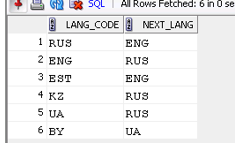 SQL | All Rows Fetched: 6 in 0 se
LANG_CODE NEXT_LANG
1 RUS ENG
2 ENG RUS
3 EST ENG
4 KZ RUS
5 UA RUS
6 BY UA